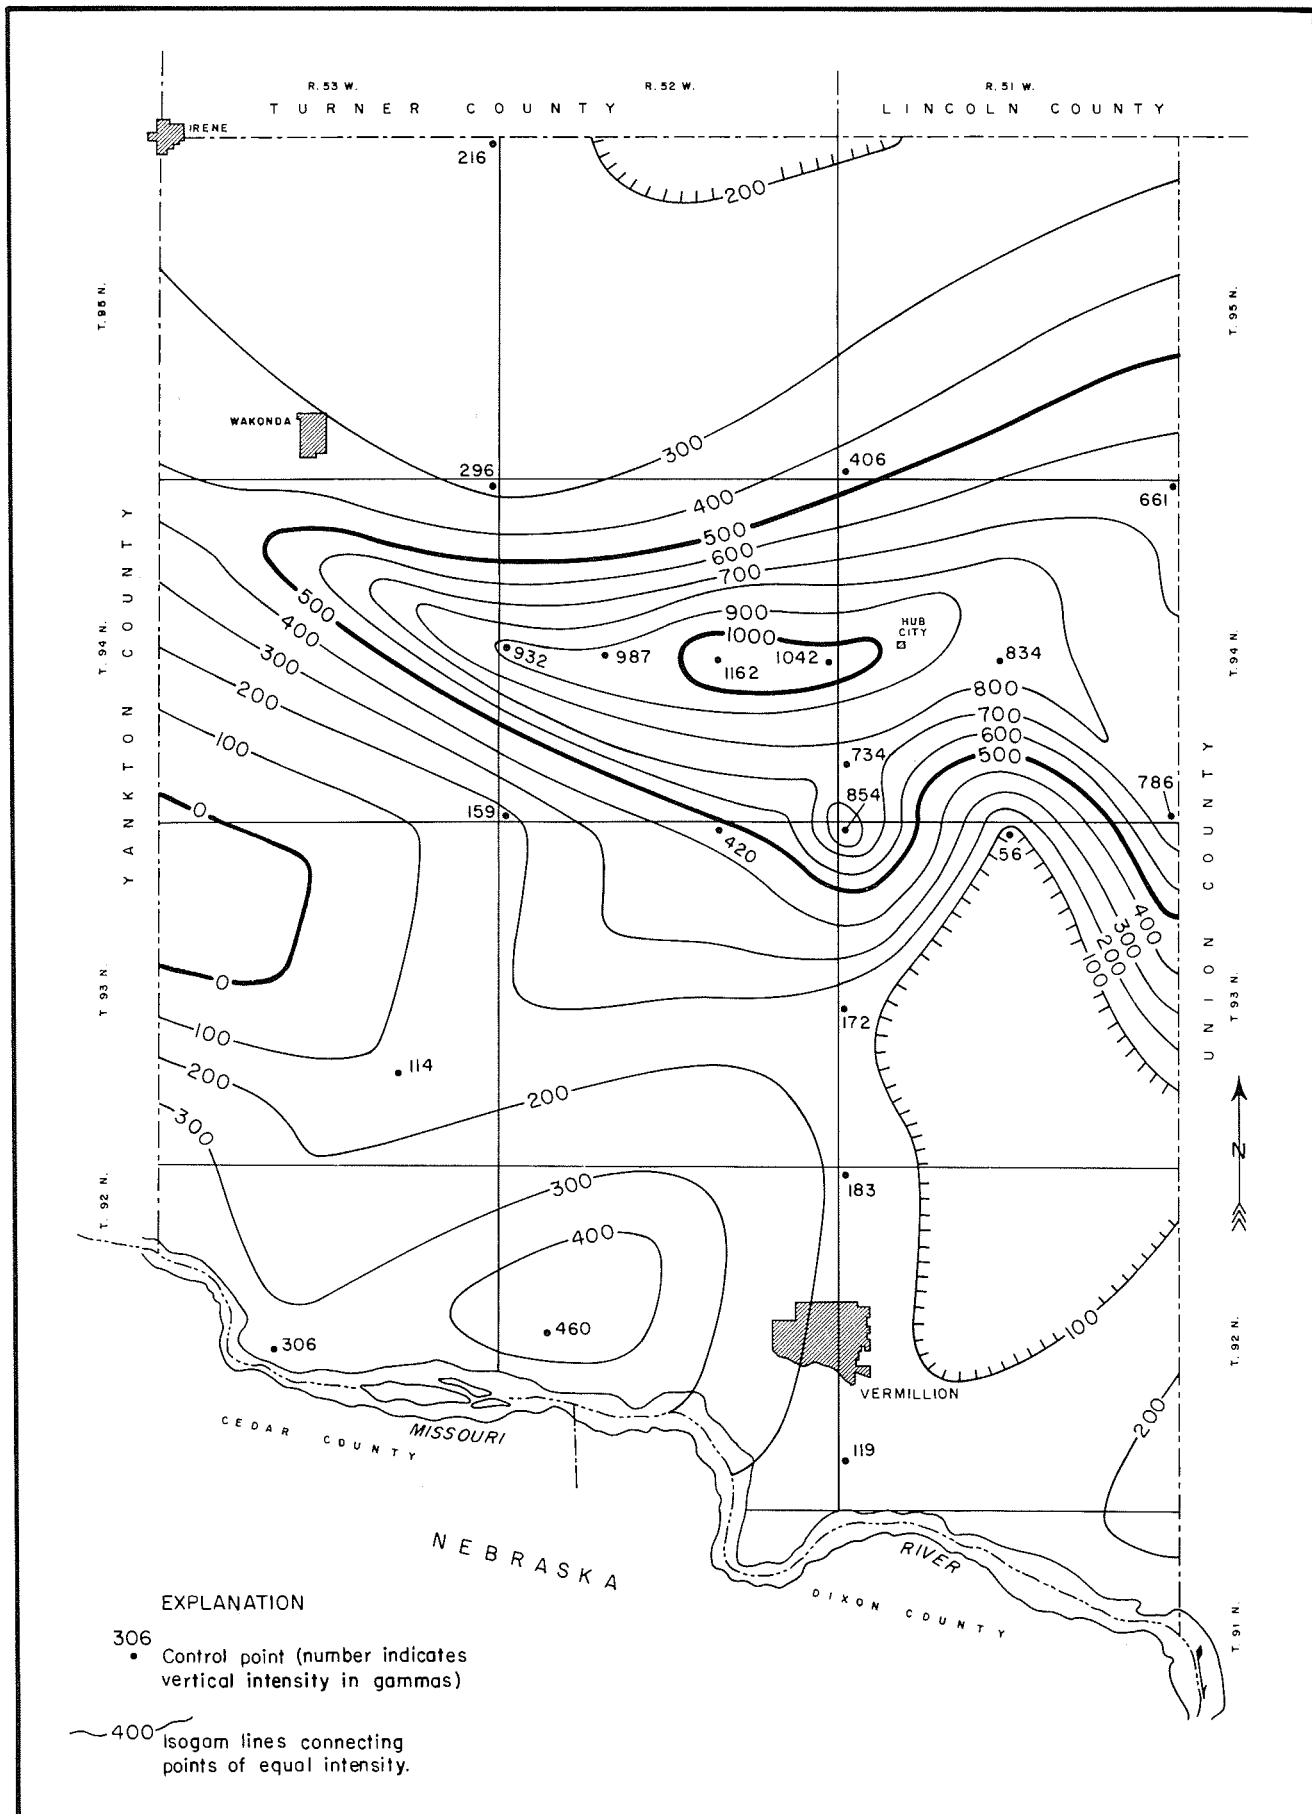 R. 53 W. R. 52 W. R. 51 W.
TURNER COUNTY LINCOLN COUNTY
IRENE
216
200
T. 95 N.
T. 95 N.
WAKONDA
300
296
406
400
661
500
600
700
YANKTON COUNTY
500
400
300
200
100
900
1000
HUB
CITY
932
987
1162
1042
834
T. 94 N.
T. 94 N.
800
700
600
500
734
854
786
0
159
420
56
UNION COUNTY
400
300
200
100
0
T 93 N.
T 93 N.
172
100
114
200
200
300
N
300
183
T. 92 N.
400
460
306
100
T. 92 N.
VERMILLION
200
CEDAR COUNTY
MISSOURI
119
NEBRASKA
RIVER
DIXON COUNTY
T. 91 N.
EXPLANATION
306
Control point (number indicates
vertical intensity in gammas)
400
Isogam lines connecting
points of equal intensity.